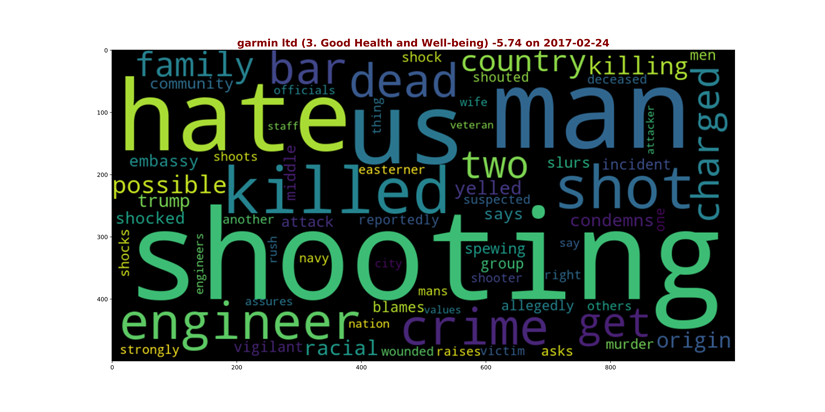 garmin ltd (3. Good Health and Well-being) -5.74 on 2017-02-24
0
100
200
300
400
0 200 400 600 800
family bar shock country killing men
community dead shouted deceased
officials
hate us man charged
thing wife
staff veteran attacker
embassy shoots middle easterner two slurs incident
possible killed yelled shot
trump suspected
shocked another attack reportedly says condemns one
shooting
shocks engineers rush navy city spewing say
group
shooter right
mans
assures blames values allegedly others
engineer nation crime get
strongly vigilant racial wounded raises victim asks murder origin